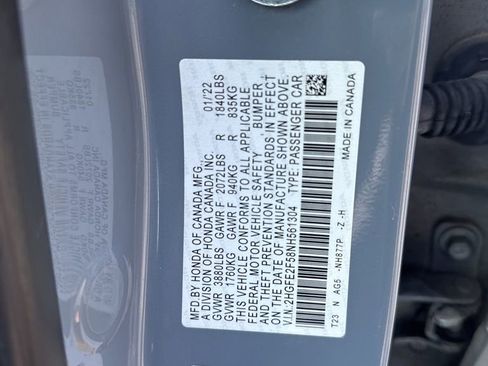 MFD. BY HONDA OF CANADA MFG.
A DIVISION OF HONDA CANADA INC. 01/22
GVWR 3880LBS GAWR F 2072LBS R 1840LBS
GVWR 1760KG GAWR F 940KG R 835KG
THIS VEHICLE CONFORMS TO ALL APPLICABLE
FEDERAL MOTOR VEHICLE SAFETY, BUMPER,
AND THEFT PREVENTION STANDARDS IN EFFECT
ON THE DATE OF MANUFACTURE SHOWN ABOVE.
V.I.N.:2HGFE2F58NH561304 TYPE:PASSENGER CAR
T23 N AG5 -NH877P -Z -H
MADE IN CANADA